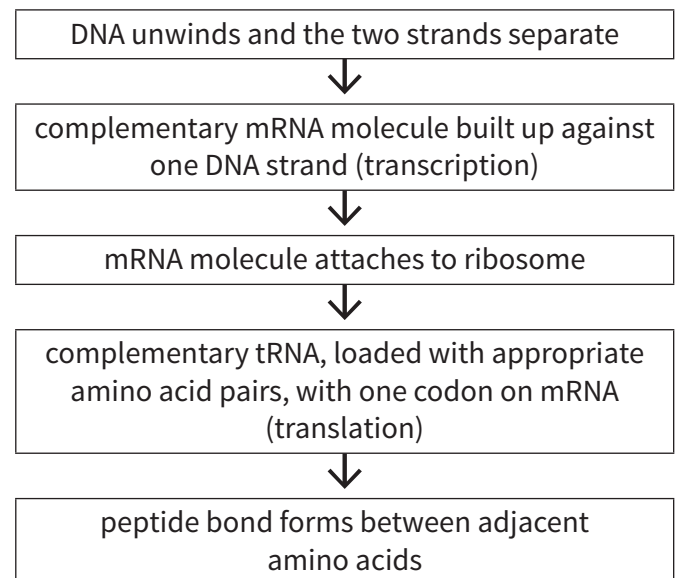 DNA unwinds and the two strands separate
complementary mRNA molecule built up against
one DNA strand (transcription)
mRNA molecule attaches to ribosome
complementary tRNA, loaded with appropriate
amino acid pairs, with one codon on mRNA
(translation)
peptide bond forms between adjacent
amino acids